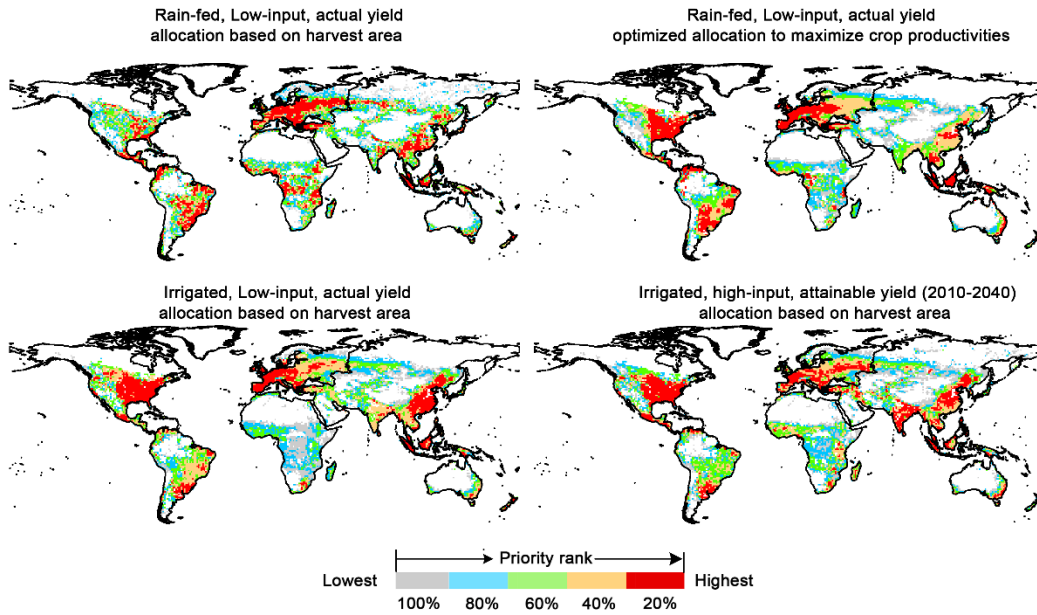 Rain-fed, Low-input, actual yield
allocation based on harvest area
Rain-fed, Low-input, actual yield
optimized allocation to maximize crop productivities
Irrigated, Low-input, actual yield
allocation based on harvest area
Irrigated, high-input, attainable yield (2010-2040)
allocation based on harvest area
Priority rank
Lowest
Highest
100% 80% 60% 40% 20%